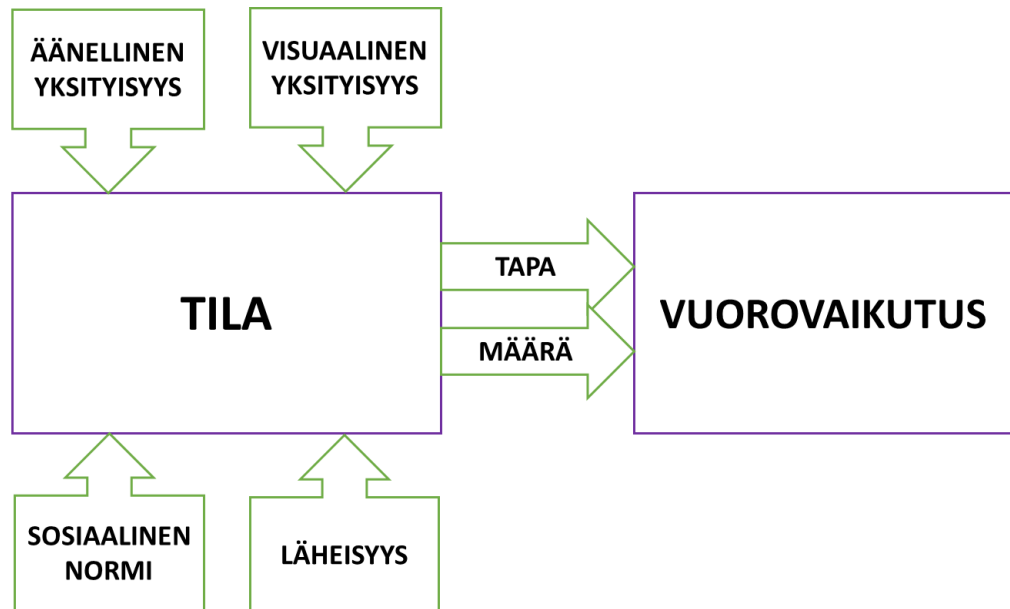 ÄÄNELLINEN
YKSITYISYYS
VISUAALINEN
YKSITYISYYS
TILA
TAPA
MÄÄRÄ
VUOROVAIKUTUS
SOSIAALINEN
NORMI
LÄHEISYYS